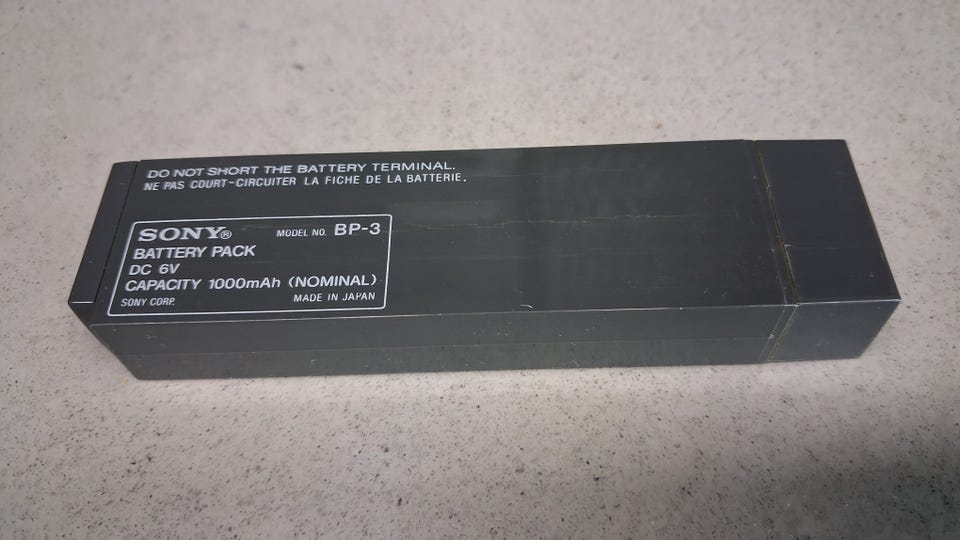 DO NOT SHORT THE BATTERY TERMINAL.
NE PAS COURT-CIRCUITER LA FICHE DE LA BATTERIE.
SONY® MODEL NO. BP-3
BATTERY PACK
DC 6V
CAPACITY 1000mAh (NOMINAL)
SONY CORP. MADE IN JAPAN